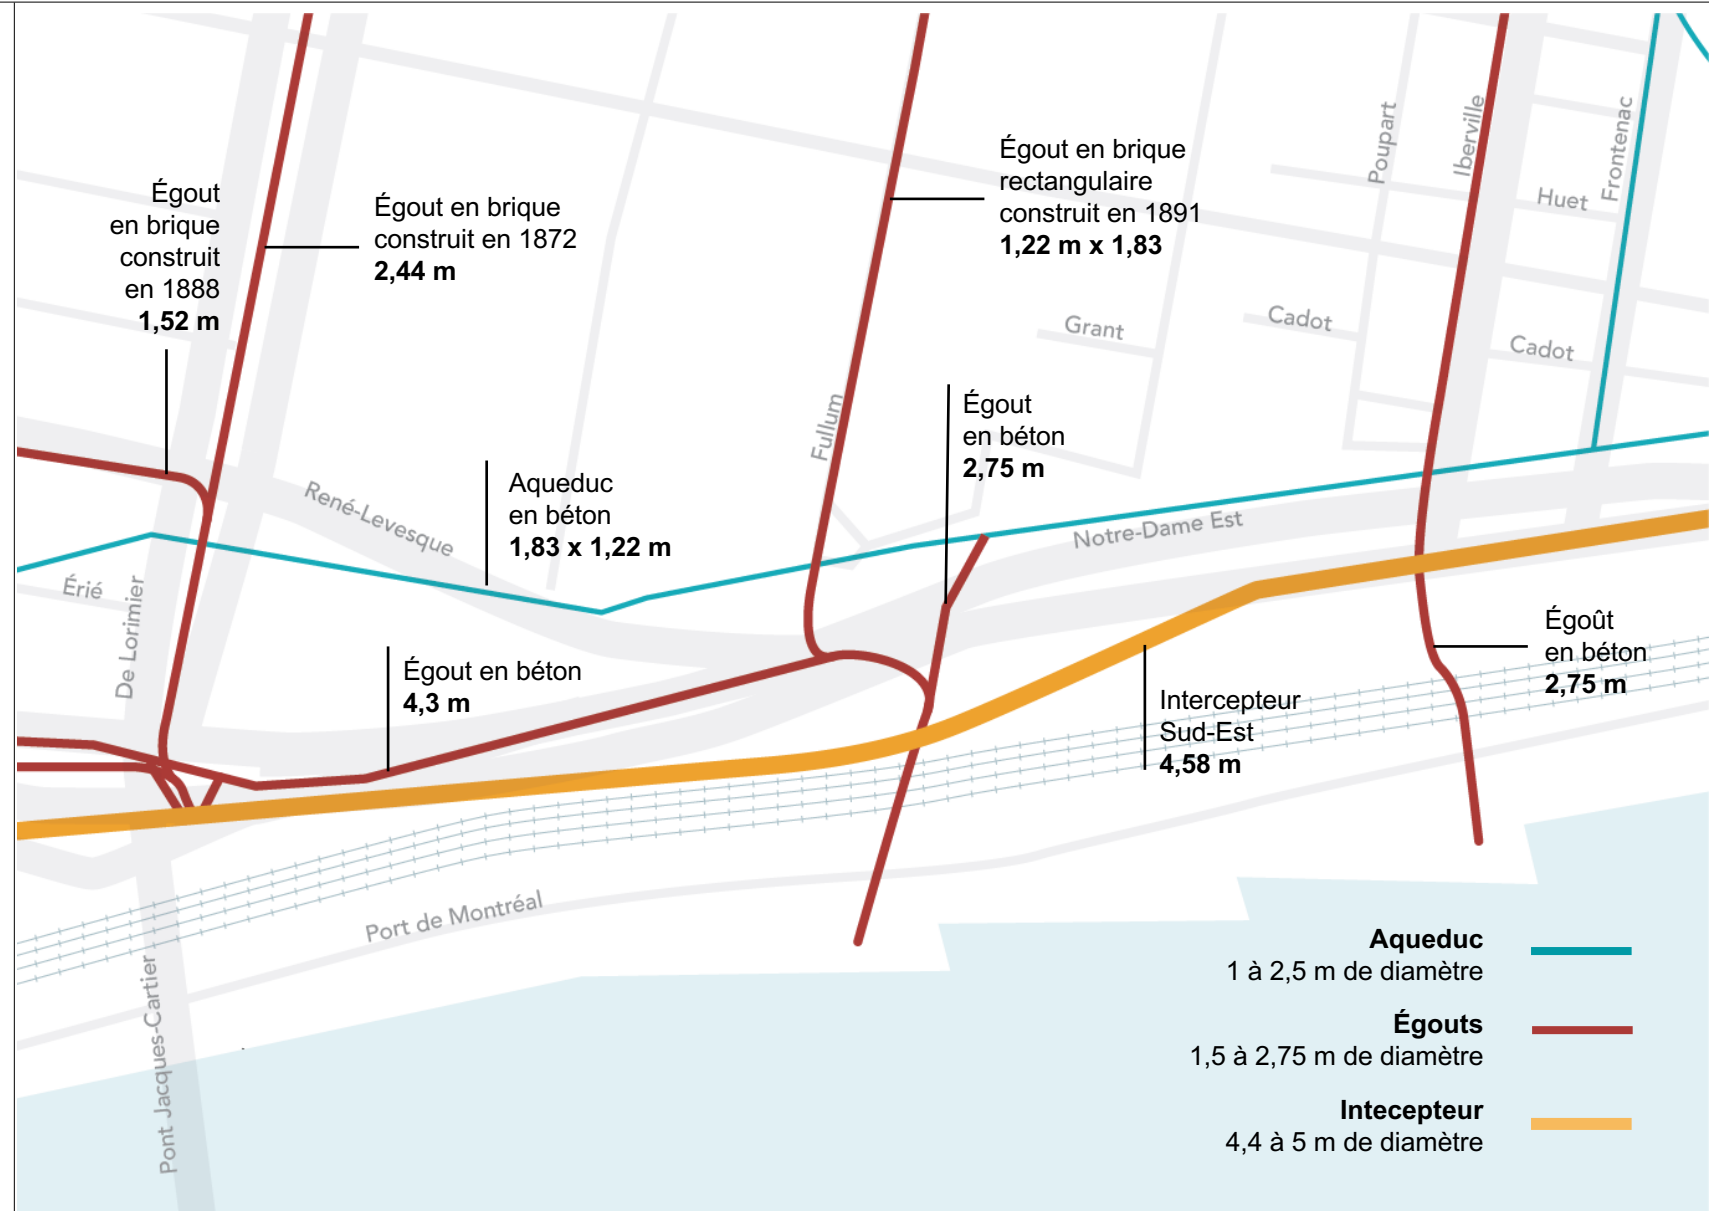 Égout
en brique
construit
en 1888
1,52 m
Égout en brique
construit en 1872
2,44 m
Égout en brique
rectangulaire
construit en 1891
1,22 m x 1,83
Poupart
Iberville
Frontenac
Huet
Grant
Cadot
Cadot
Fullum
Égout
en béton
2,75 m
René-Levesque
Aqueduc
en béton
1,83 x 1,22 m
Notre-Dame Est
Érié
De Lorimier
Égout en béton
4,3 m
Intercepteur
Sud-Est
4,58 m
Égoût
en béton
2,75 m
Port de Montréal
Pont Jacques-Cartier
Aqueduc
1 à 2,5 m de diamètre
Égouts
1,5 à 2,75 m de diamètre
Intecepteur
4,4 à 5 m de diamètre